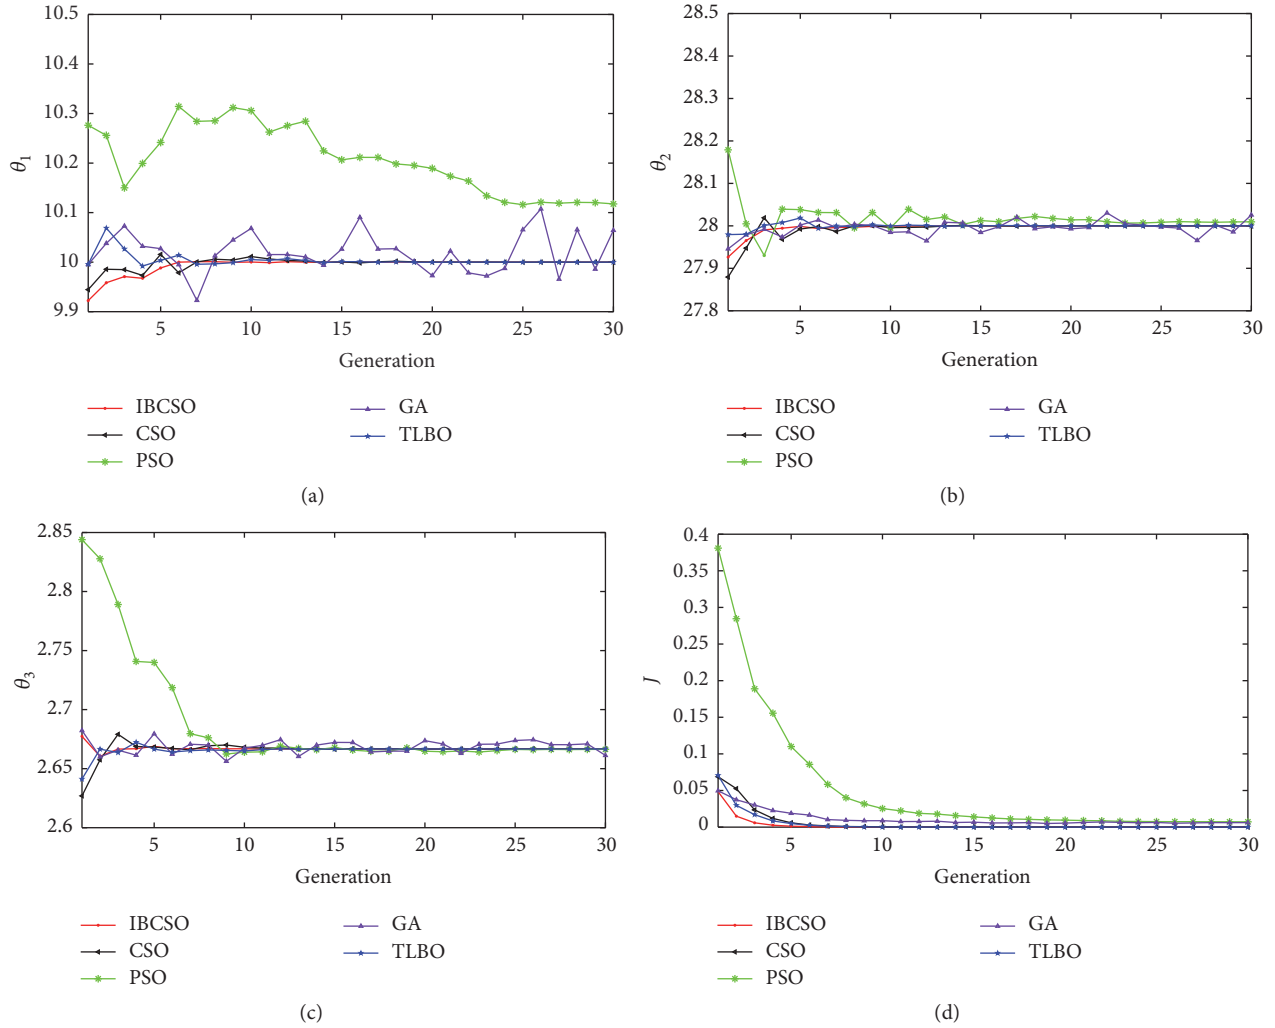 10.5
10.4
10.3
10.2
10.1
10
9.9
θ1
5 10 15 20 25 30
Generation
IBCSO
CSO
PSO
GA
TLBO
(a)
28.5
28.4
28.3
28.2
28.1
28
27.9
27.8
θ2
5 10 15 20 25 30
Generation
IBCSO
CSO
PSO
GA
TLBO
(b)
2.85
2.8
2.75
2.7
2.65
2.6
θ3
5 10 15 20 25 30
Generation
IBCSO
CSO
PSO
GA
TLBO
(c)
0.4
0.35
0.3
0.25
0.2
0.15
0.1
0.05
0
J
5 10 15 20 25 30
Generation
IBCSO
CSO
PSO
GA
TLBO
(d)